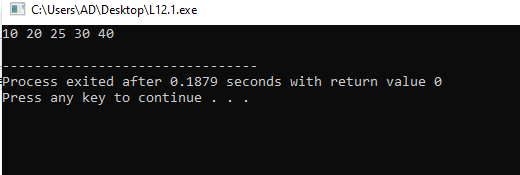 C:\Users\AD\Desktop\L12.1.exe
10 20 25 30 40
--------------------------------
Process exited after 0.1879 seconds with return value 0
Press any key to continue . . .